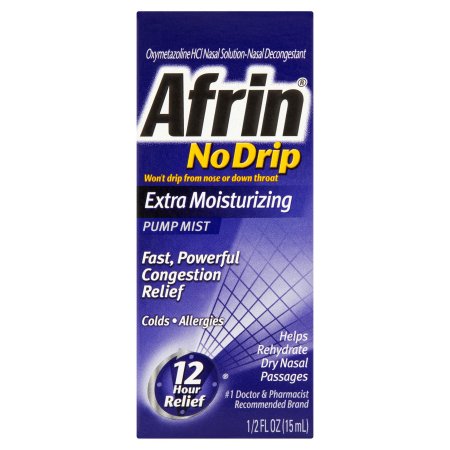 Oxymetazoline HCl Nasal Solution-Nasal Decongestant
Afrin®
No Drip
Won't drip from nose or down throat
Extra Moisturizing
PUMP MIST
Fast, Powerful
Congestion
Relief
Colds • Allergies
Helps
Rehydrate
Dry Nasal
Passages
12
Hour
Relief
®
#1 Doctor & Pharmacist
Recommended Brand
1/2 FL OZ (15 mL)